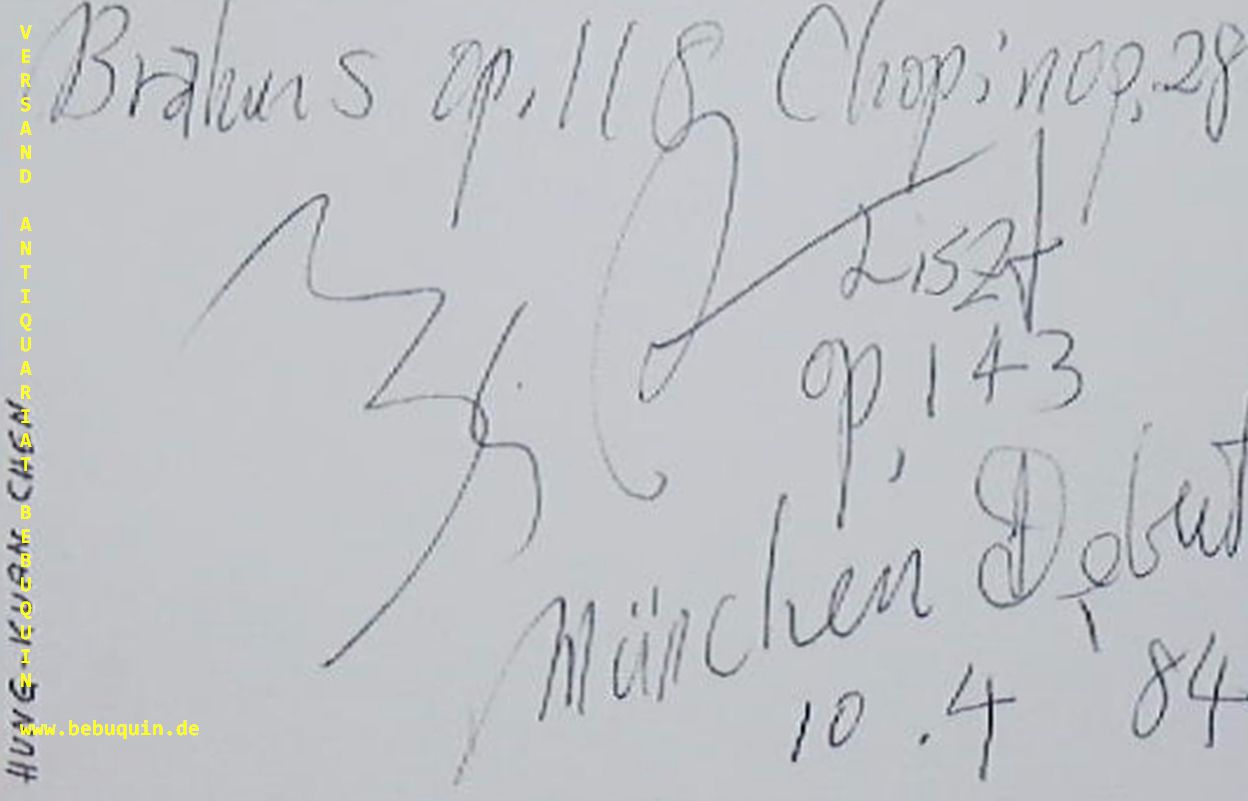 Brahms op. 118 Chopin op. 28
Liszt
op, 143
München Debut
10.4 84
HUNG-KUAN CHEN
VERSAND ANTIQUARIAT BEBUQUIN
www.bebuquin.de